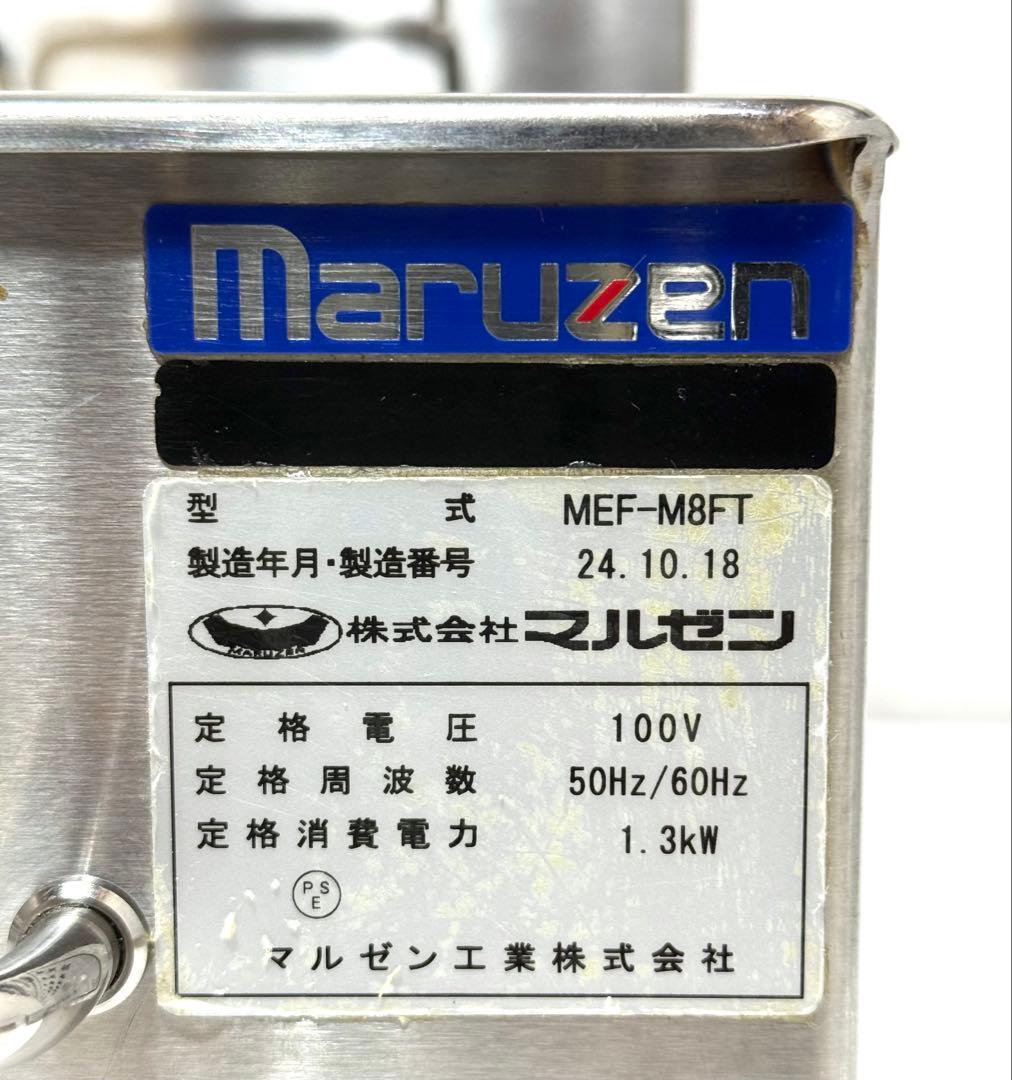 maruzen
型式 MEF-M8FT
製造年月・製造番号 24.10.18
MARUZEN 株式会社マルゼン
定格電圧 100V
定格周波数 50Hz/60Hz
定格消費電力 1.3kW
PSE
マルゼン工業株式会社